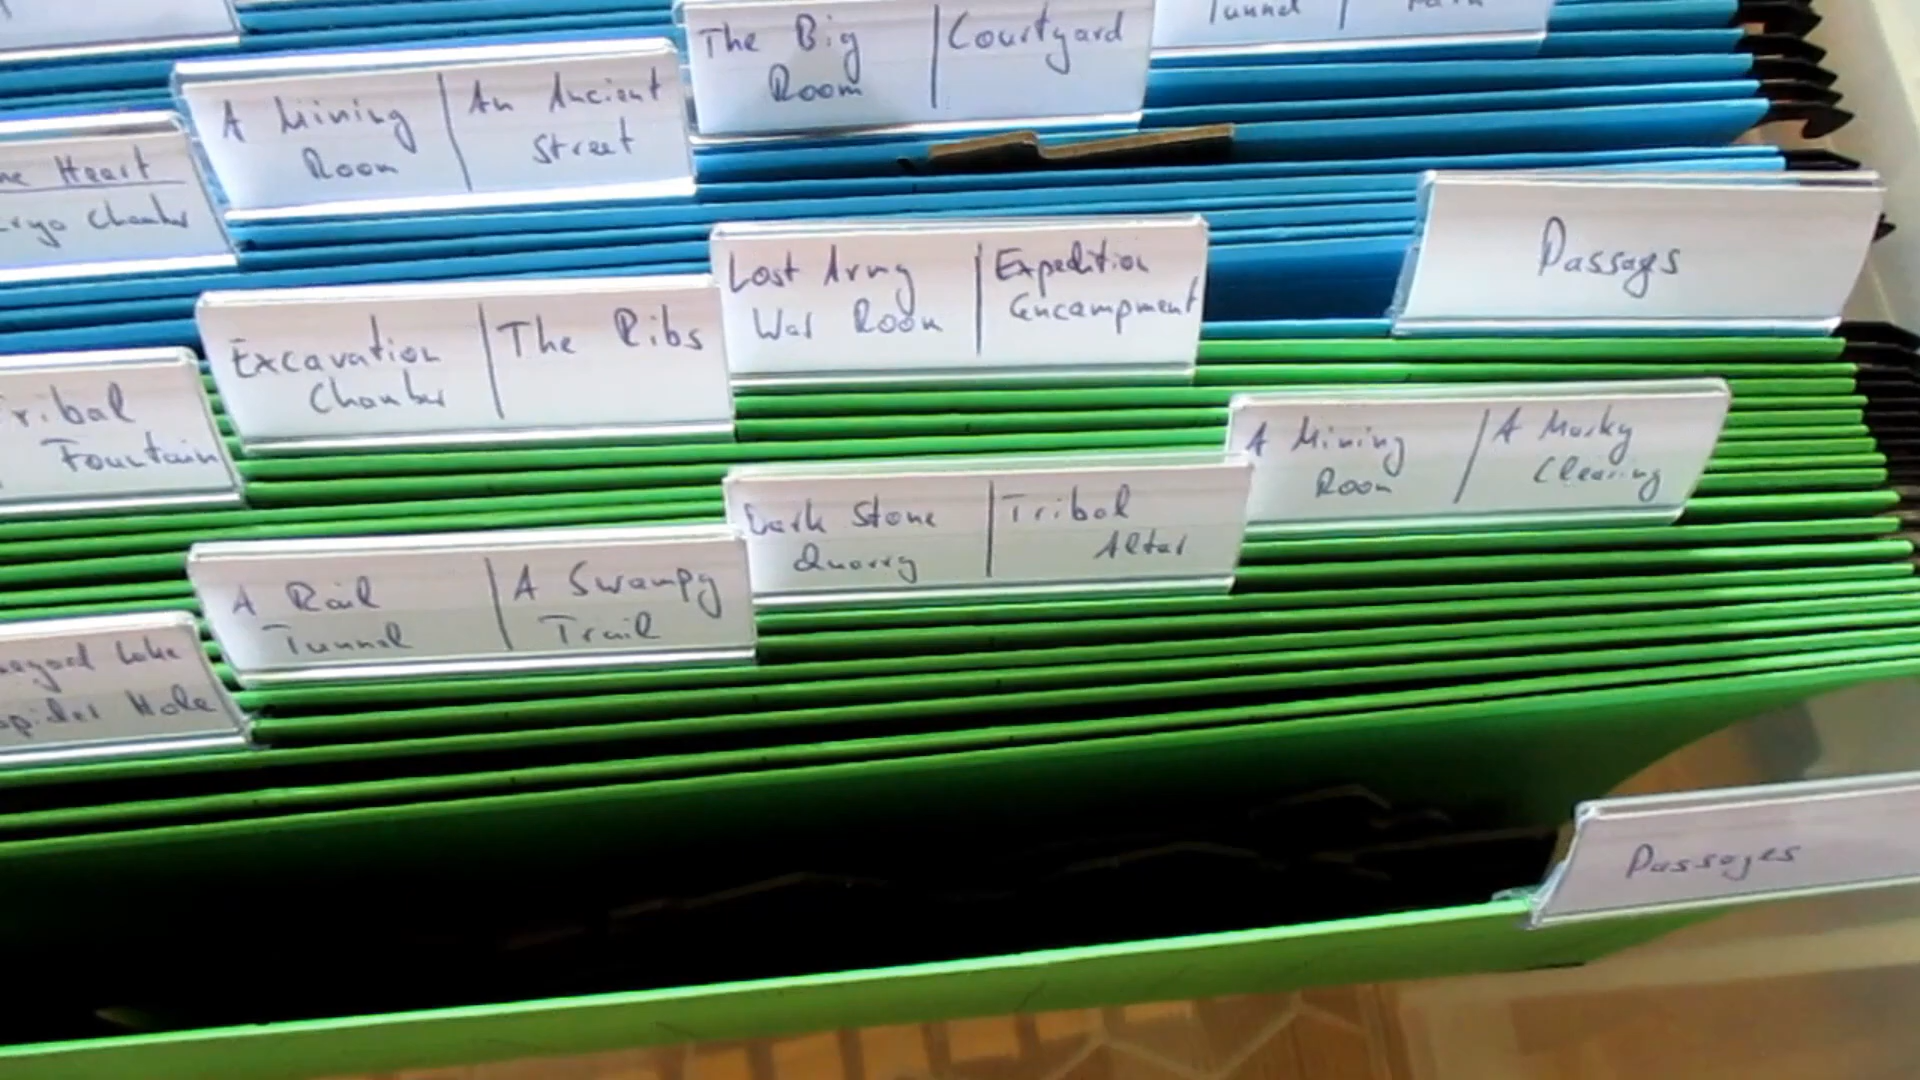 Tunnel
The Big | Courtyard
Room
A Mining | An Ancient
Room Street
Heart
Cryo Chamber
Passages
Lost Army | Expedition
War Room Encampment
Excavation | The Ribs
Chamber
Tribal
Fountain
A Mining | A Murky
Room Clearing
Dark Stone | Tribal
Quarry Altar
A Rail | A Swampy
Tunnel Trail
Lake
Spider Hole
Passages